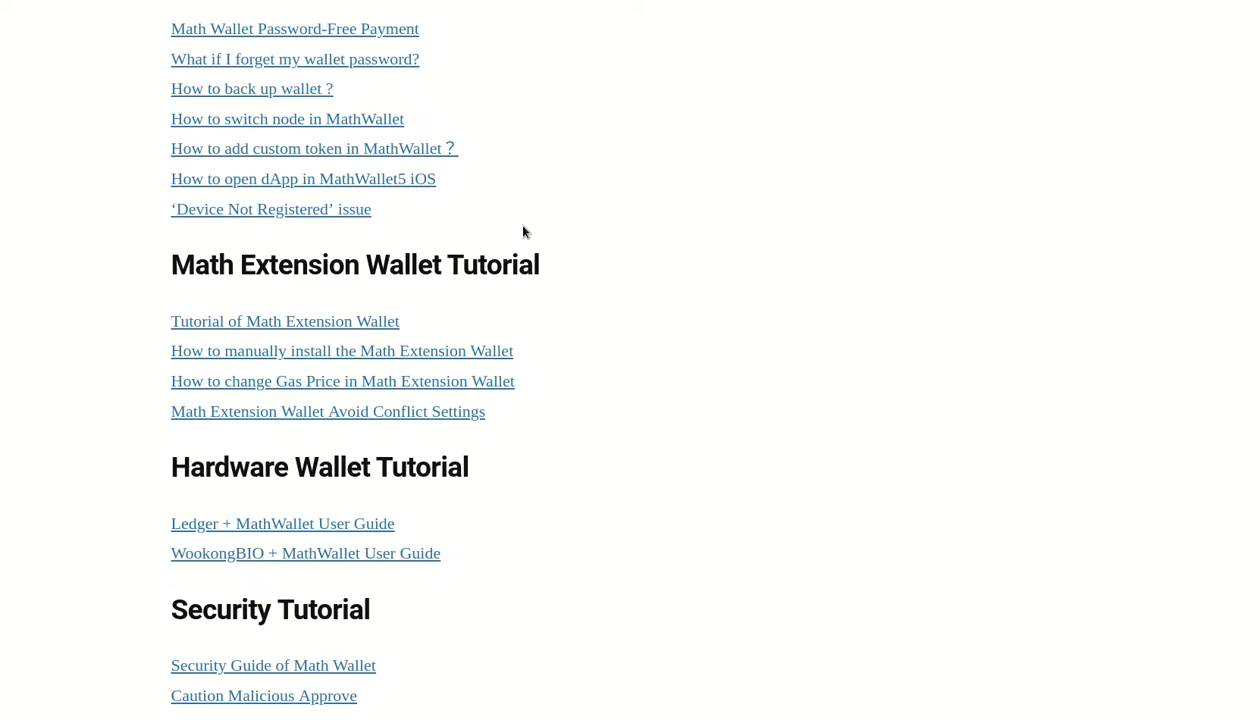 Math Wallet Password-Free Payment
What if I forget my wallet password?
How to back up wallet ?
How to switch node in MathWallet
How to add custom token in MathWallet？
How to open dApp in MathWallet5 iOS
‘Device Not Registered’ issue
Math Extension Wallet Tutorial
Tutorial of Math Extension Wallet
How to manually install the Math Extension Wallet
How to change Gas Price in Math Extension Wallet
Math Extension Wallet Avoid Conflict Settings
Hardware Wallet Tutorial
Ledger + MathWallet User Guide
WookongBIO + MathWallet User Guide
Security Tutorial
Security Guide of Math Wallet
Caution Malicious Approve